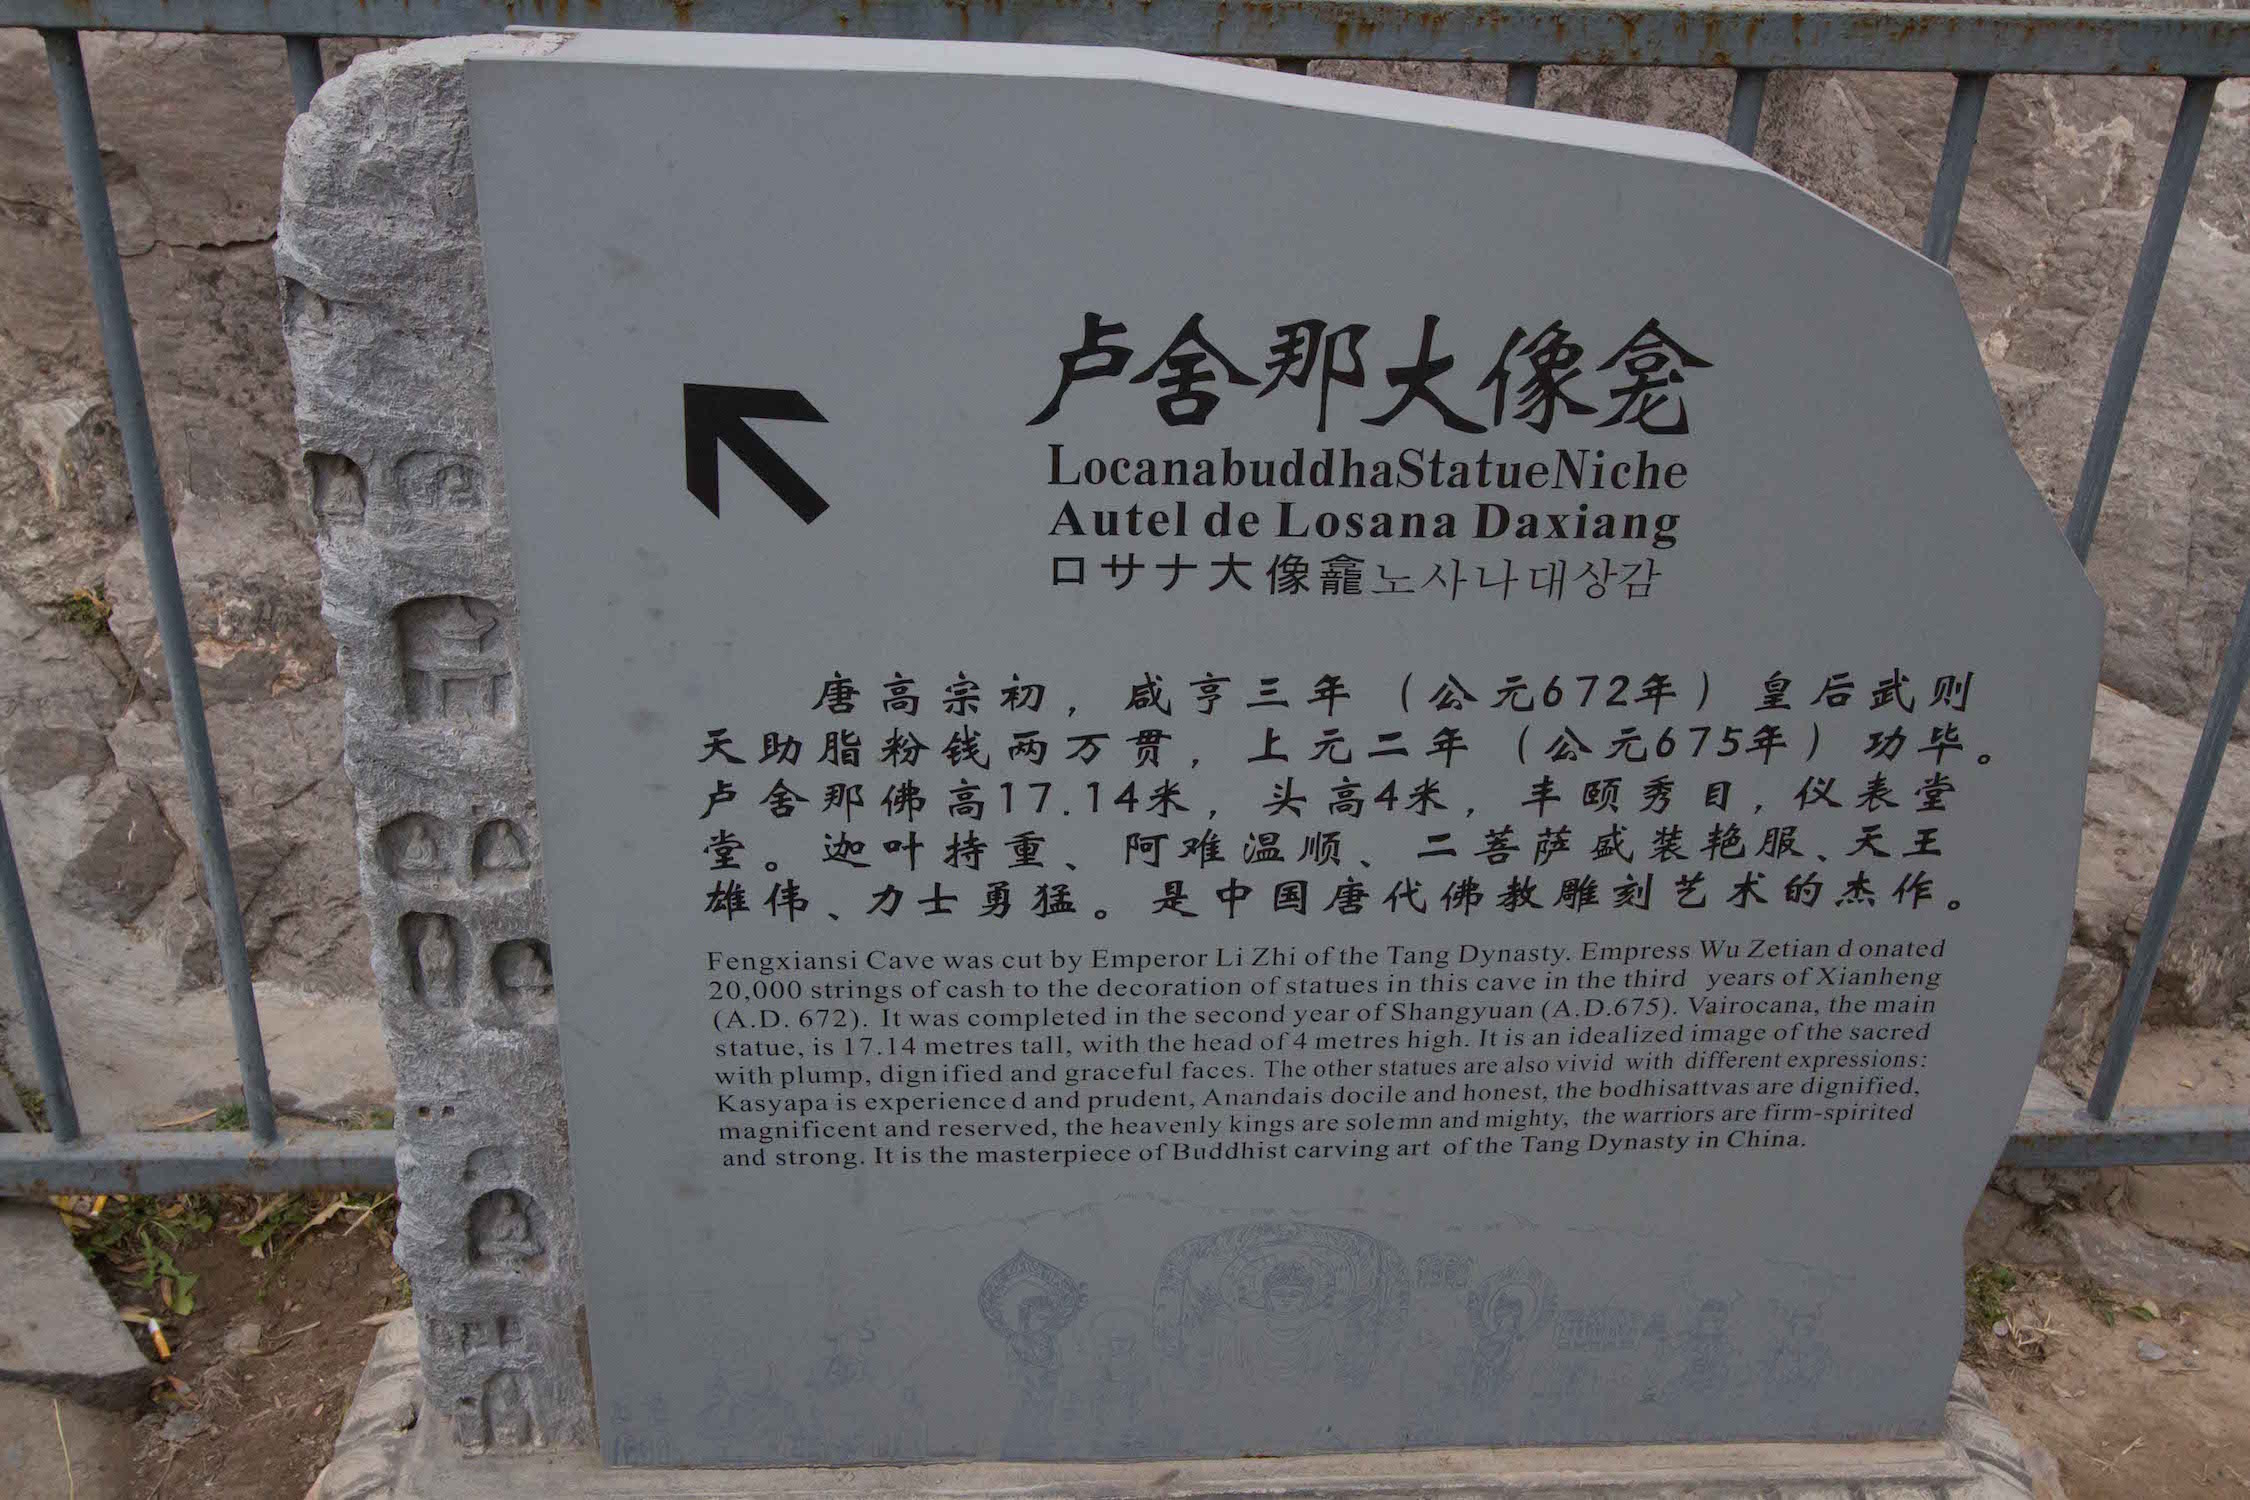 卢舍那大像龛
LocanabuddhaStatueNiche
Autel de Losana Daxiang
ロサナ大像龕노사나대상감
唐高宗初，咸亨三年（公元672年）皇后武则
天助脂粉钱两万贯，上元二年（公元675年）功毕。
卢舍那佛高17.14米，头高4米，丰颐秀目，仪表堂
堂。迦叶持重、阿难温顺、二菩萨盛装艳服、天王
雄伟、力士勇猛。是中国唐代佛教雕刻艺术的杰作。
Fengxiansi Cave was cut by Emperor Li Zhi of the Tang Dynasty. Empress Wu Zetian d onated
20,000 strings of cash to the decoration of statues in this cave in the third years of Xianheng
(A.D. 672). It was completed in the second year of Shangyuan (A.D.675). Vairocana, the main
statue, is 17.14 metres tall, with the head of 4 metres high. It is an idealized image of the sacred
with plump, dignified and graceful faces. The other statues are also vivid with different expressions:
Kasyapa is experience d and prudent, Anandais docile and honest, the bodhisattvas are dignified,
magnificent and reserved, the heavenly kings are solemn and mighty, the warriors are firm-spirited
and strong. It is the masterpiece of Buddhist carving art of the Tang Dynasty in China.